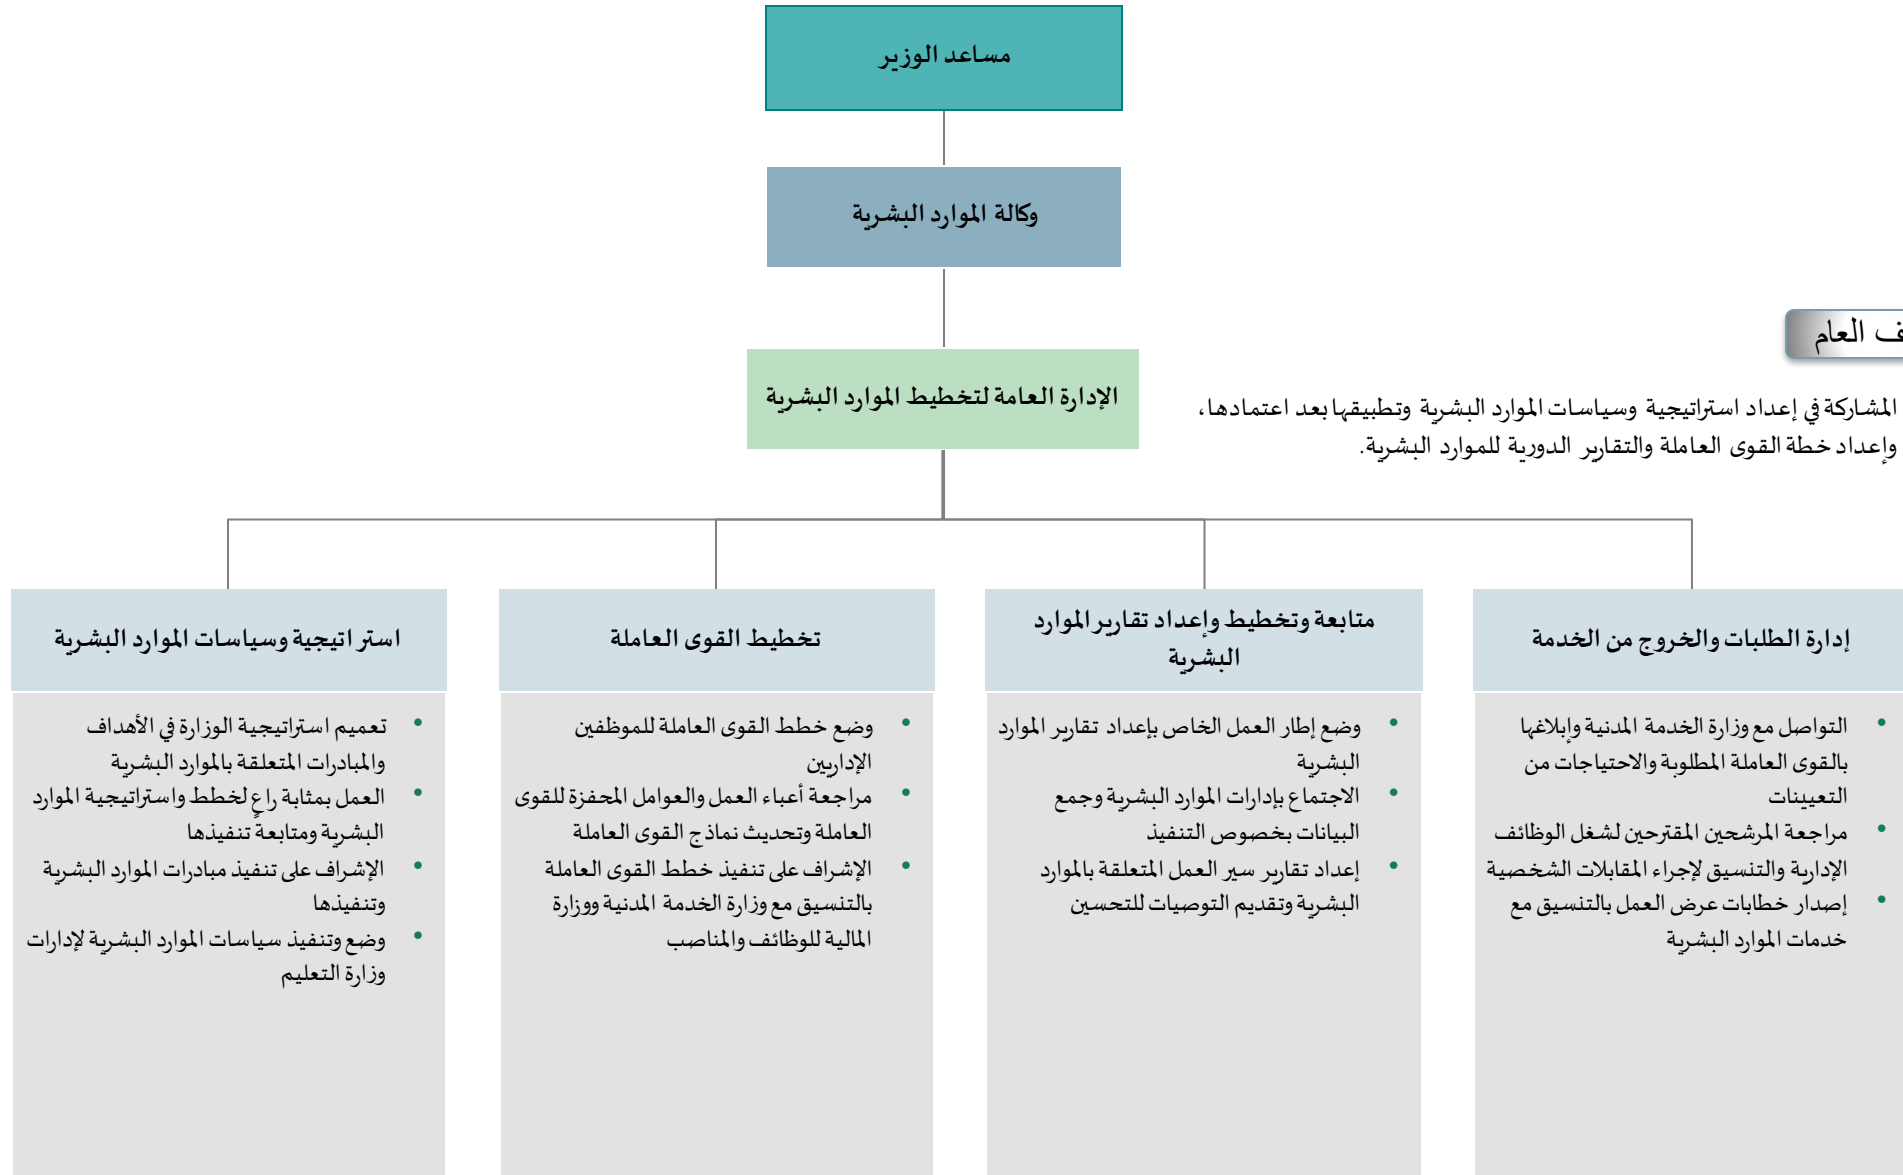 مساعد الوزير
وكالة الموارد البشرية
الإدارة العامة لتخطيط الموارد البشرية
العام
المشاركة في إعداد استراتيجية وسياسات الموارد البشرية وتطبيقها بعد اعتمادها،
وإعداد خطة القوى العاملة والتقارير الدورية للموارد البشرية.
إدارة الطلبات والخروج من الخدمة
• التواصل مع وزارة الخدمة المدنية وإبلاغها
بالقوى العاملة المطلوبة والاحتياجات من
التعيينات
• مراجعة المرشحين المقترحين لشغل الوظائف
الإدارية والتنسيق لإجراء المقابلات الشخصية
• إصدار خطابات عرض العمل بالتنسيق مع
خدمات الموارد البشرية
متابعة وتخطيط وإعداد تقارير الموارد
البشرية
• وضع إطار العمل الخاص بإعداد تقارير الموارد
البشرية
• الاجتماع بإدارات الموارد البشرية وجمع
البيانات بخصوص التنفيذ
• إعداد تقارير سير العمل المتعلقة بالموارد
البشرية وتقديم التوصيات للتحسين
تخطيط القوى العاملة
• وضع خطط القوى العاملة للموظفين
الإداريين
• مراجعة أعباء العمل والعوامل المحفزة للقوى
العاملة وتحديث نماذج القوى العاملة
• الإشراف على تنفيذ خطط القوى العاملة
بالتنسيق مع وزارة الخدمة المدنية ووزارة
المالية للوظائف والمناصب
استراتيجية وسياسات الموارد البشرية
• تعميم استراتيجية الوزارة في الأهداف
والمبادرات المتعلقة بالموارد البشرية
• العمل بمثابة راعٍ لخطط واستراتيجية الموارد
البشرية ومتابعة تنفيذها
• الإشراف على تنفيذ مبادرات الموارد البشرية
وتنفيذها
• وضع وتنفيذ سياسات الموارد البشرية لإدارات
وزارة التعليم